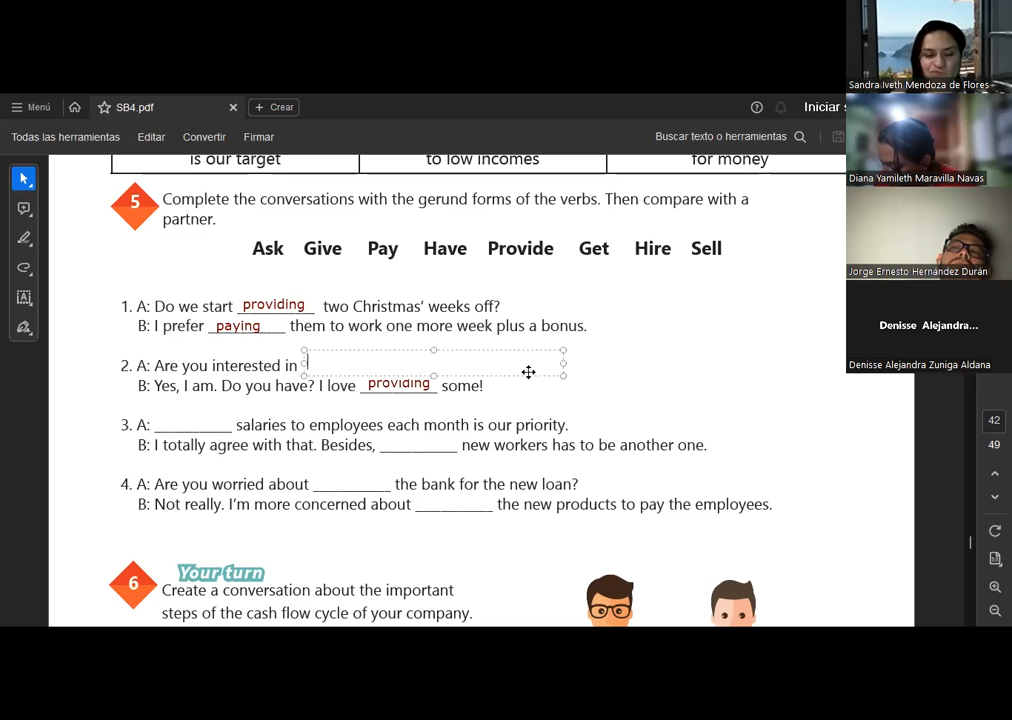 Sandra Iveth Mendoza de Flores
Menú
SB4.pdf
Crear
Iniciar s
Todas las herramientas
Editar
Convertir
Firmar
Buscar texto o herramientas
is our target
to low incomes
for money
Diana Yamileth Maravilla Navas
5
Complete the conversations with the gerund forms of the verbs. Then compare with a
partner.
Ask Give Pay Have Provide Get Hire Sell
Jorge Ernesto Hernández Durán
1. A: Do we start providing two Christmas' weeks off?
B: I prefer paying them to work one more week plus a bonus.
Denisse Alejandra...
Denisse Alejandra Zuniga Aldana
2. A: Are you interested in
B: Yes, I am. Do you have? I love providing some!
3. A: __________ salaries to employees each month is our priority.
B: I totally agree with that. Besides, __________ new workers has to be another one.
4. A: Are you worried about __________ the bank for the new loan?
B: Not really. I'm more concerned about __________ the new products to pay the employees.
42
49
6
Your turn
Create a conversation about the important
steps of the cash flow cycle of your company.